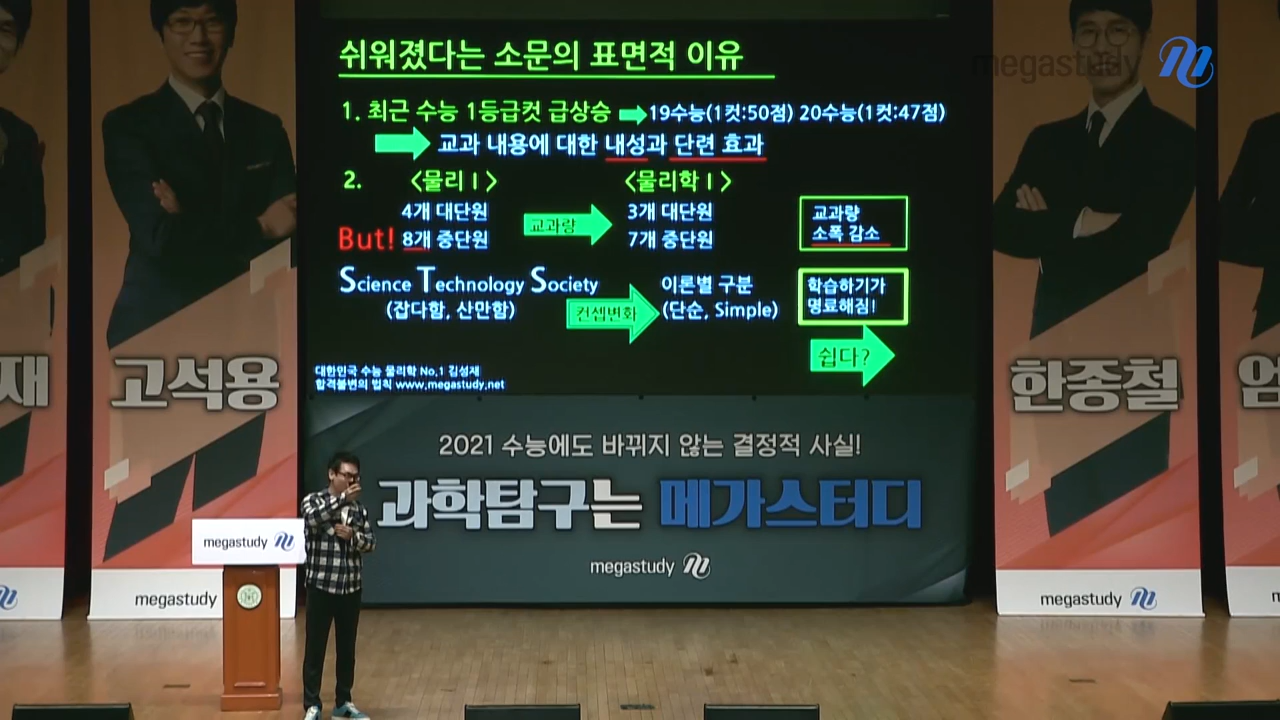 megastudy
쉬워졌다는 소문의 표면적 이유
1. 최근 수능 1등급컷 급상승 19수능(1컷:50점) 20수능(1컷:47점)
교과 내용에 대한 내성과 단련 효과
2. <물리 I> <물리학 I>
4개 대단원 교과량 3개 대단원 교과량
But! 8개 중단원 7개 중단원 소폭 감소
Science Technology Society 이론별 구분 학습하기가
(잡다함, 산만함) 컨셉변화 (단순, Simple) 명료해짐!
쉽다?
대한민국 수능 물리학 No.1 김성재
합격불변의 법칙 www.megastudy.net
재
고석용
한종철
엄
2021 수능에도 바뀌지 않는 결정적 사실!
과학탐구는 메가스터디
megastudy
megastudy
megastudy
megastudy